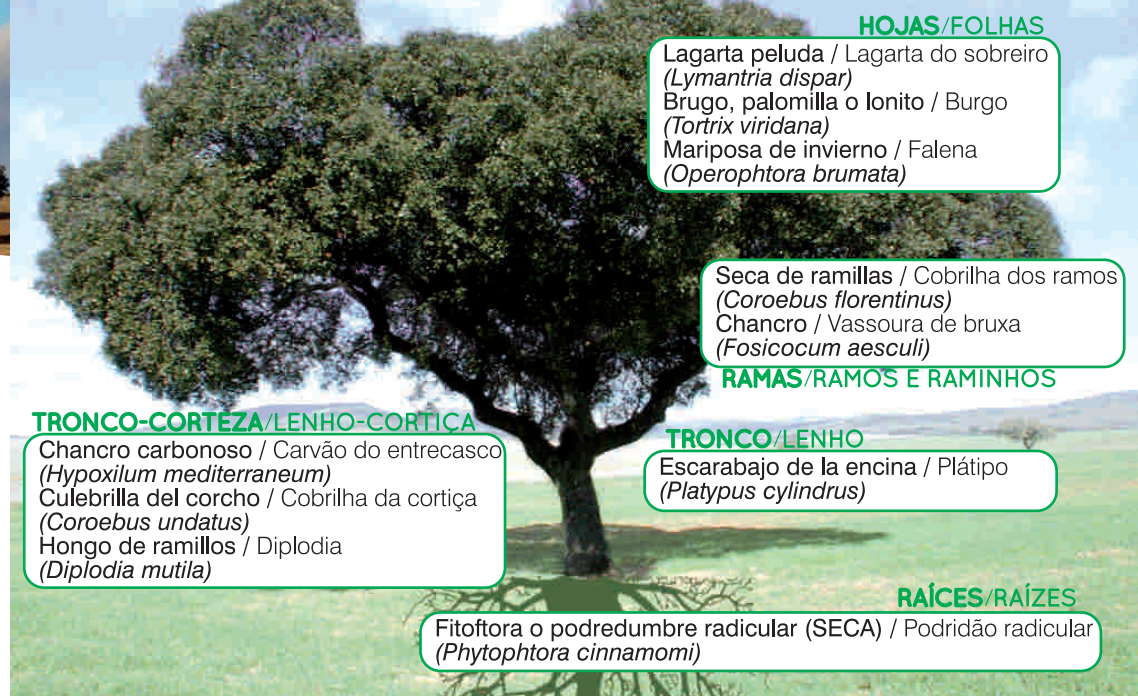 HOJAS/FOLHAS
Lagarta peluda / Lagarta do sobreiro
(Lymantria dispar)
Brugo, palomilla o lonito / Burgo
(Tortrix viridana)
Mariposa de invierno / Falena
(Operophtora brumata)
Seca de ramillas / Cobrilha dos ramos
(Coroebus florentinus)
Chancro / Vassoura de bruxa
(Fosicocum aesculi)
RAMAS/RAMOS E RAMINHOS
TRONCO-CORTEZA/LENHO-CORTIÇA
Chancro carbonoso / Carvão do entrecasco
(Hypoxilum mediterraneum)
Culebrilla del corcho / Cobrilha da cortiça
(Coroebus undatus)
Hongo de ramillos / Diplodia
(Diplodia mutila)
TRONCO/LENHO
Escarabajo de la encina / Plátipo
(Platypus cylindrus)
RAÍCES/RAÍZES
Fitoftora o podredumbre radicular (SECA) / Podridão radicular
(Phytophtora cinnamomi)